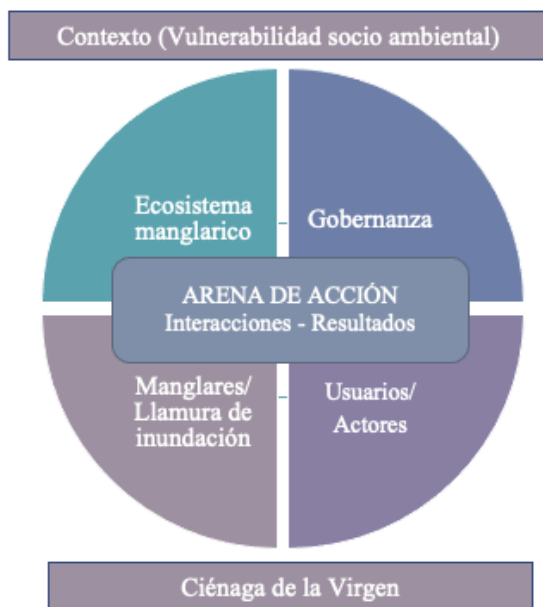 Contexto (Vulnerabilidad socio ambiental)
Ecosistema
manglarico
Gobernanza
ARENA DE ACCIÓN
Interacciones - Resultados
Manglares/
Llamura de
inundación
Usuarios/
Actores
Ciénaga de la Virgen